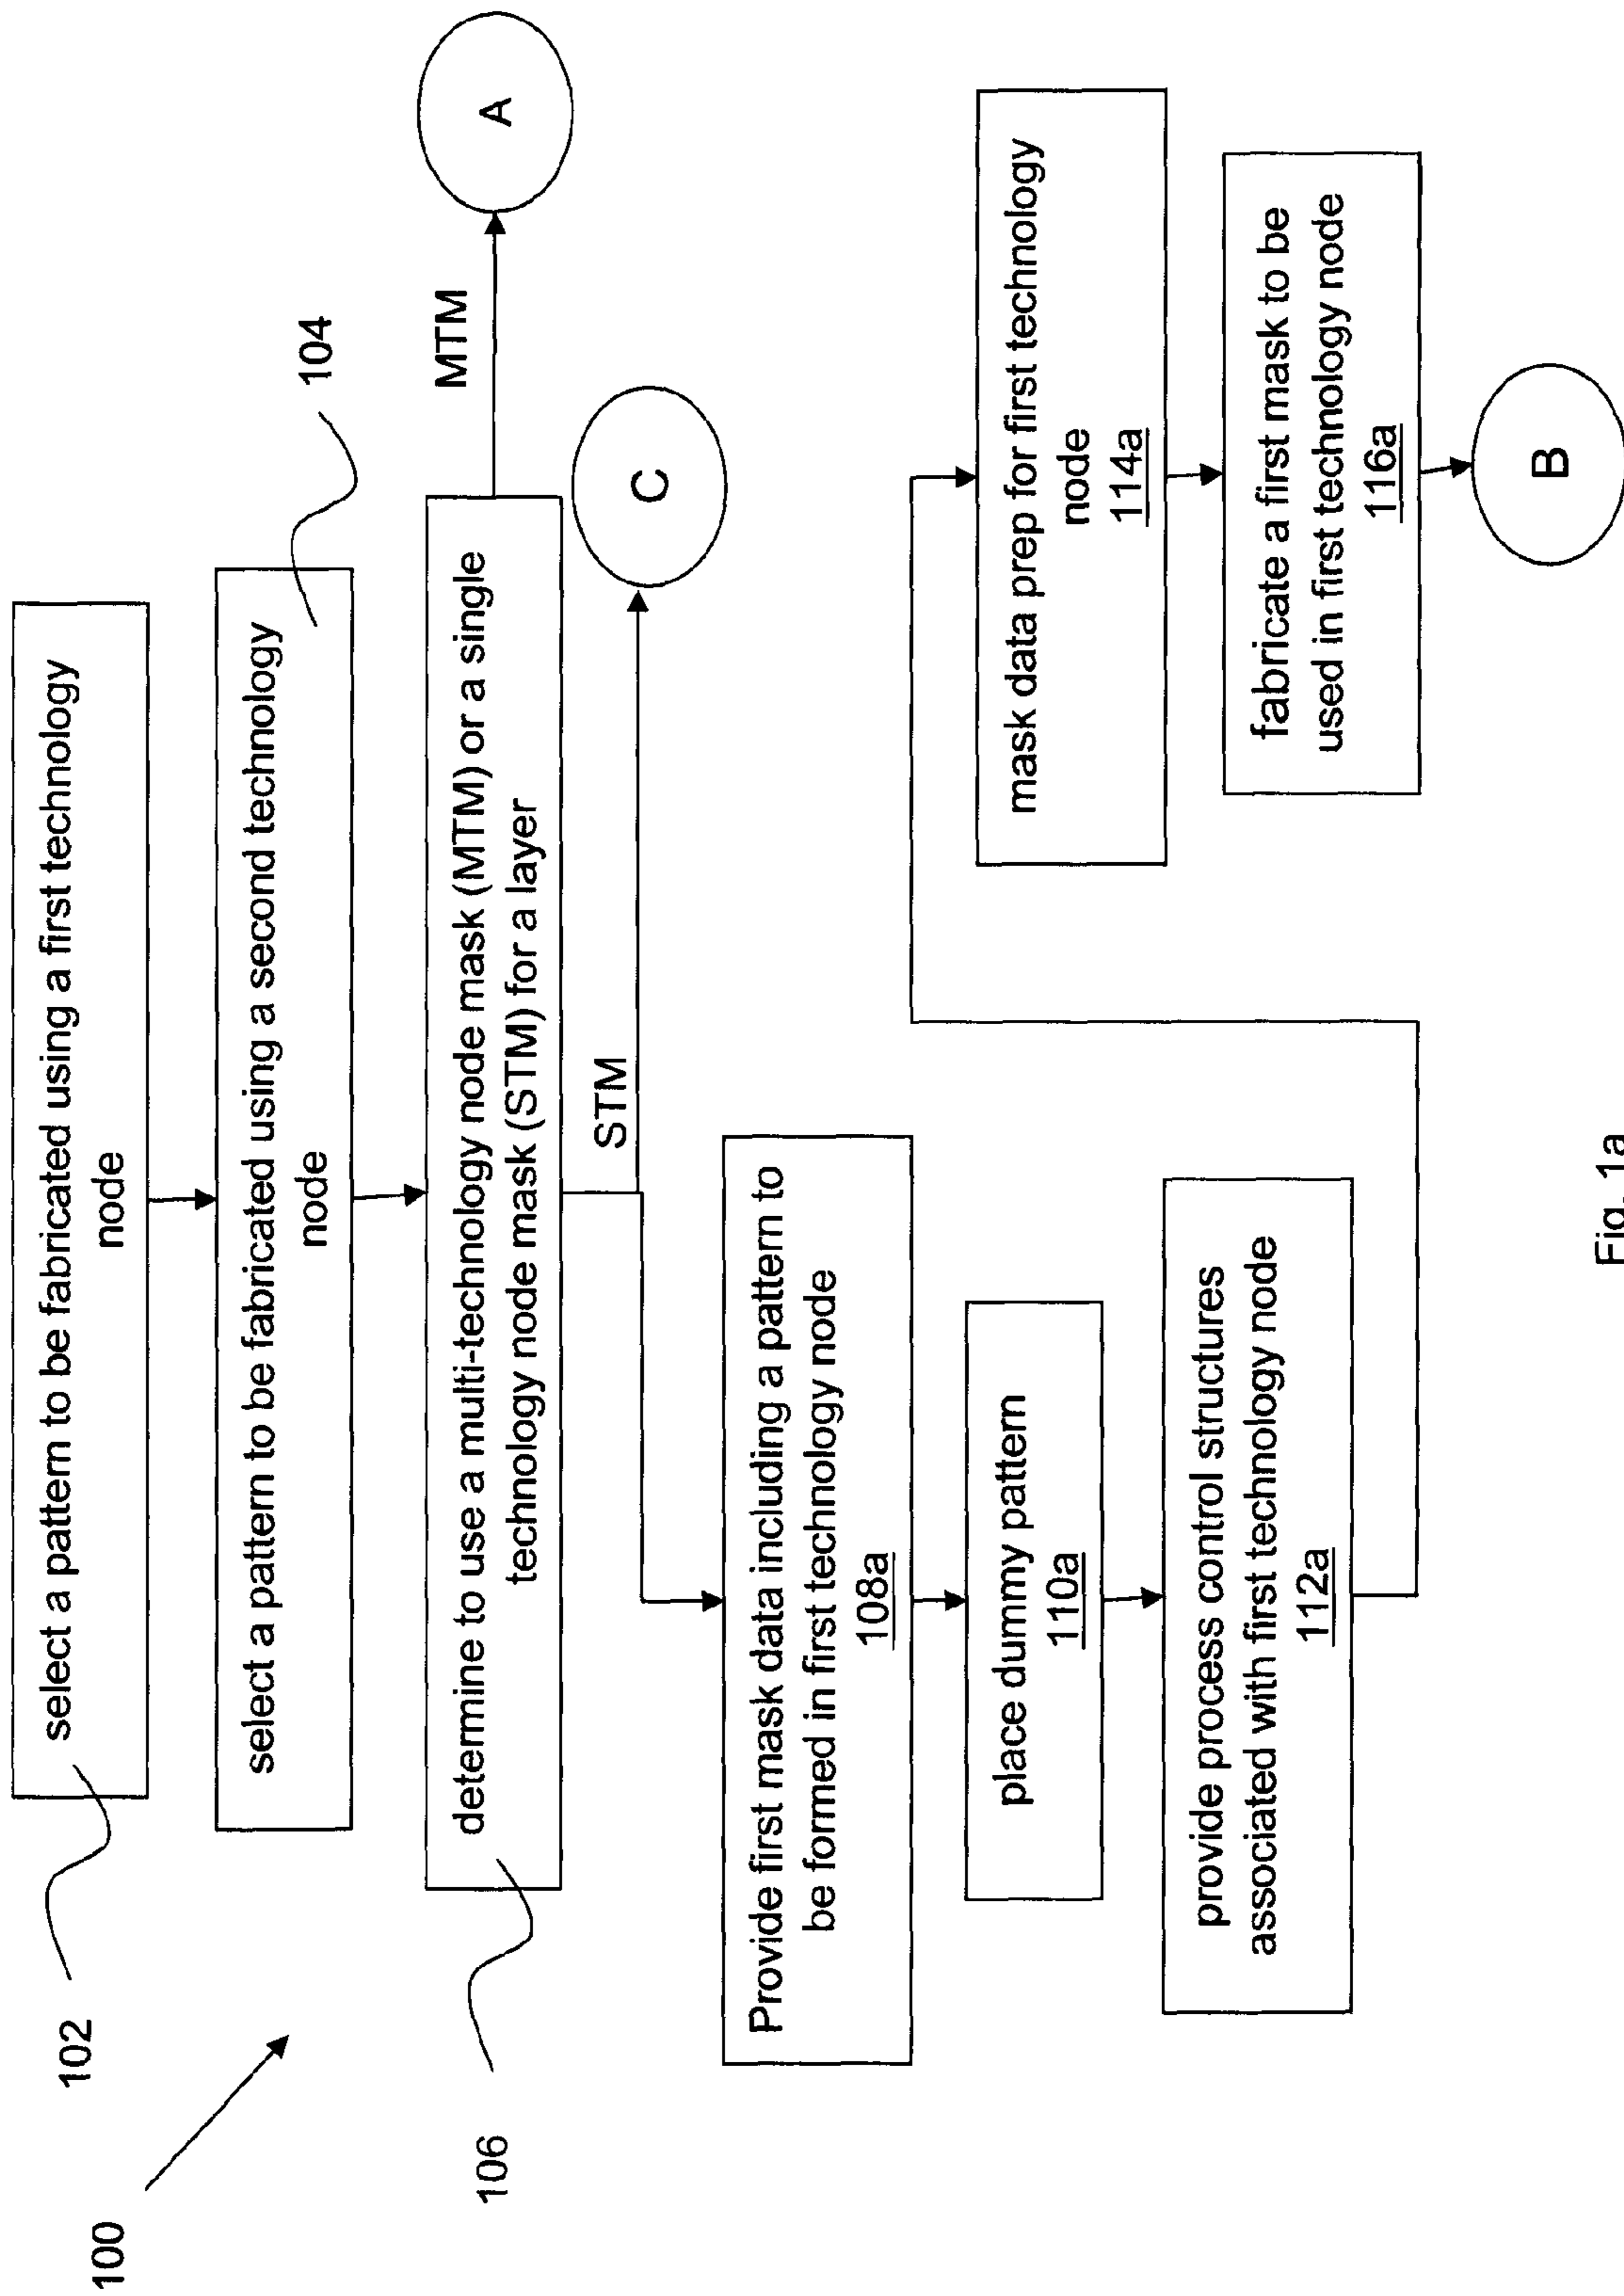 100
102
select a pattern to be fabricated using a first technology
node
104
select a pattern to be fabricated using a second technology
node
106
determine to use a multi-technology node mask (MTM) or a single
technology node mask (STM) for a layer
MTM
A
STM
C
Provide first mask data including a pattern to
be formed in first technology node
108a
place dummy pattern
110a
provide process control structures
associated with first technology node
112a
mask data prep for first technology
node
114a
fabricate a first mask to be
used in first technology node
116a
B
Fig. 1a